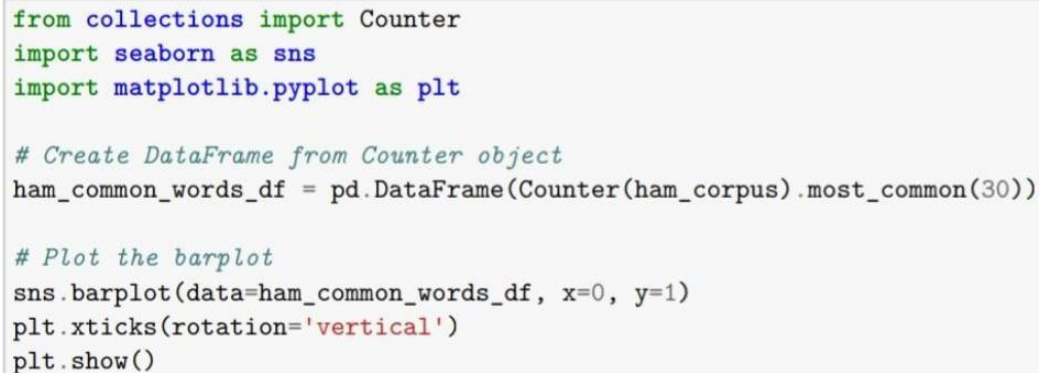 from collections import Counter
import seaborn as sns
import matplotlib.pyplot as plt

# Create DataFrame from Counter object
ham_common_words_df = pd.DataFrame(Counter(ham_corpus).most_common(30))

# Plot the barplot
sns.barplot(data=ham_common_words_df, x=0, y=1)
plt.xticks(rotation='vertical')
plt.show()